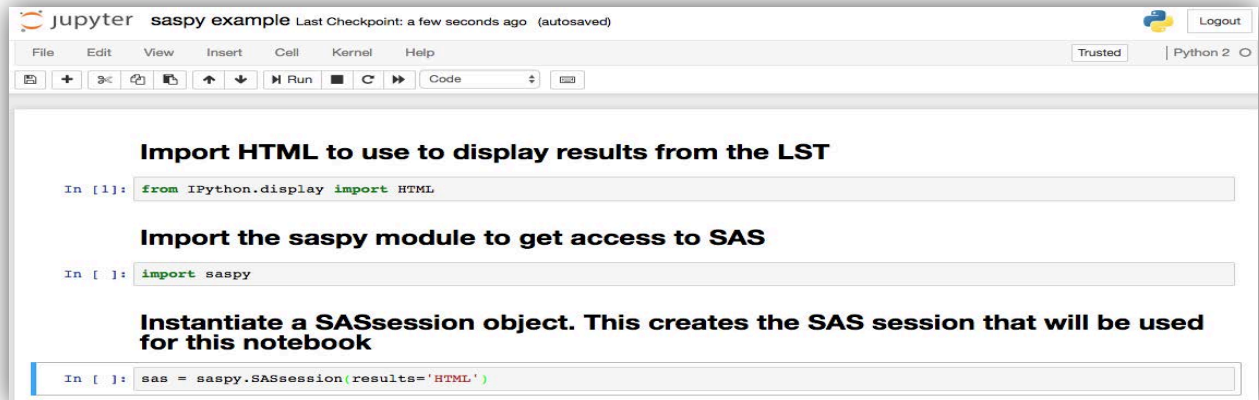 jupyter saspy example Last Checkpoint: a few seconds ago (autosaved) Logout
File Edit View Insert Cell Kernel Help Trusted Python 2
Run Code
Import HTML to use to display results from the LST
In [1]: from IPython.display import HTML
Import the saspy module to get access to SAS
In [ ]: import saspy
Instantiate a SASsession object. This creates the SAS session that will be used
for this notebook
In [ ]: sas = saspy.SASsession(results='HTML')